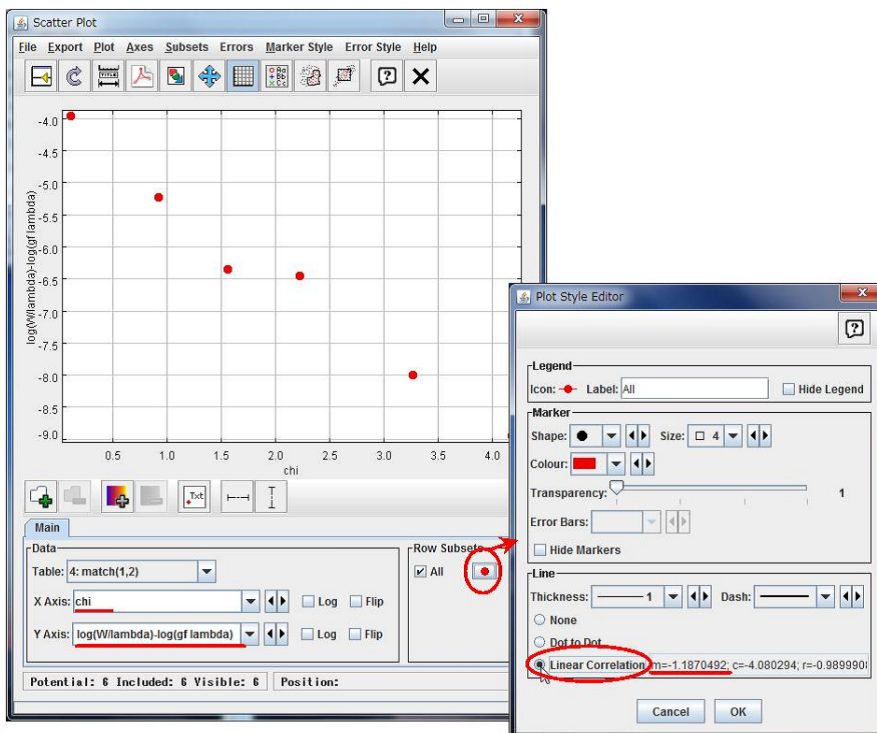 Scatter Plot
File Export Plot Axes Subsets Errors Marker Style Error Style Help
TITLE
-4.0
-4.5
-5.0
-5.5
-6.0
-6.5
-7.0
-7.5
-8.0
-8.5
-9.0
log(W/lambda)-log(gf lambda)
0.5 1.0 1.5 2.0 2.5 3.0 3.5 4.0
chi
Txt
Main
Data
Table: 4: match(1,2)
X Axis: chi Log Flip
Y Axis: log(W/lambda)-log(gf lambda) Log Flip
Row Subsets
All
Potential: 6 Included: 6 Visible: 6 Position:
Plot Style Editor
Legend
Icon: Label: All Hide Legend
Marker
Shape: Size: 4
Colour:
Transparency: 1
Error Bars:
Hide Markers
Line
Thickness: 1 Dash:
None
Dot to Dot
Linear Correlation m=-1.1870492; c=-4.080294; r=-0.989990
Cancel OK